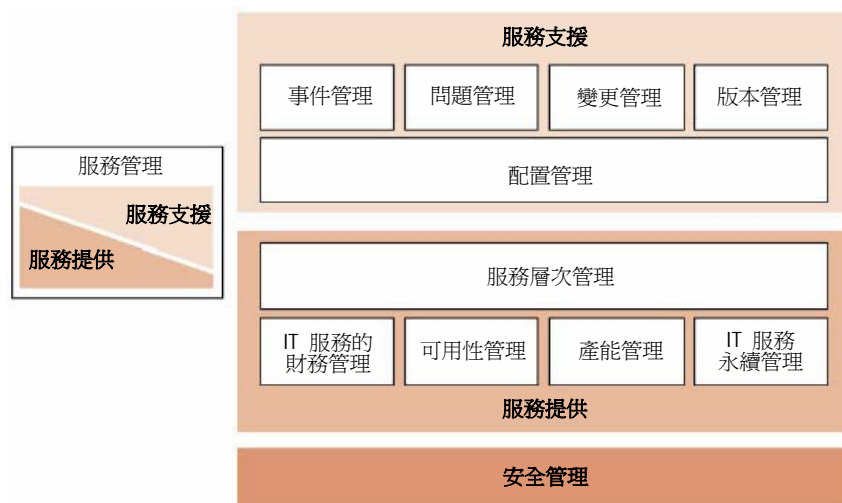 服務管理
服務支援
服務提供
服務支援
事件管理
問題管理
變更管理
版本管理
配置管理
服務層次管理
IT 服務的
財務管理
可用性管理
產能管理
IT 服務
永續管理
服務提供
安全管理